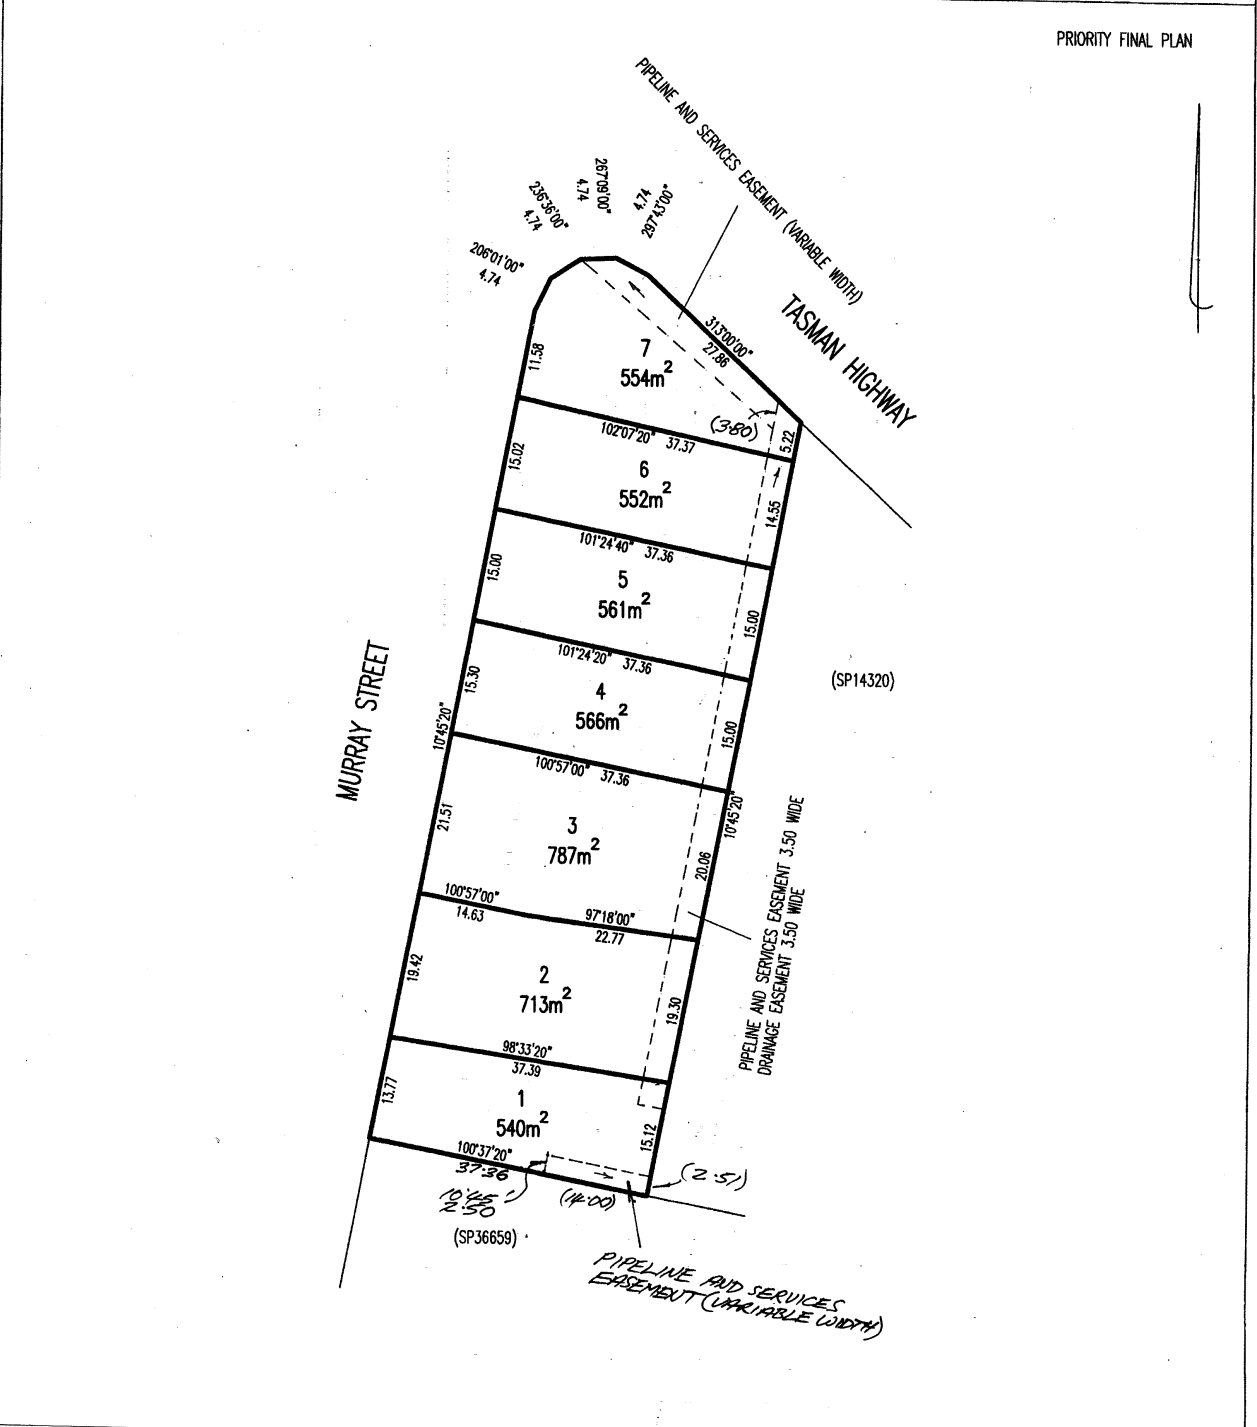 PRIORITY FINAL PLAN
PIPELINE AND SERVICES EASEMENT (VARIABLE WIDTH)
TASMAN HIGHWAY
297°43'00"
4.74
267°09'00"
4.74
236°36'00"
4.74
206°01'00"
4.74
313°00'00"
27.86
11.58
7
554m²
(3.80)
5.22
102°07'20" 37.37
15.02
6
552m²
14.55
101°24'40" 37.36
15.00
5
561m²
15.00
101°24'20" 37.36
15.30
4
566m²
15.00
(SP14320)
MURRAY STREET
10°45'20"
100°57'00" 37.36
10°45'20"
21.51
3
787m²
20.06
PIPELINE AND SERVICES EASEMENT 3.50 WIDE
DRAINAGE EASEMENT 3.50 WIDE
100°57'00"
14.63
97°18'00"
22.77
19.42
2
713m²
19.30
98°33'20"
37.39
13.77
1
540m²
15.12
100°37'20"
37.36
(2.51)
10°45'
2.50
(14.00)
(SP36659)
PIPELINE AND SERVICES
EASEMENT (VARIABLE WIDTH)